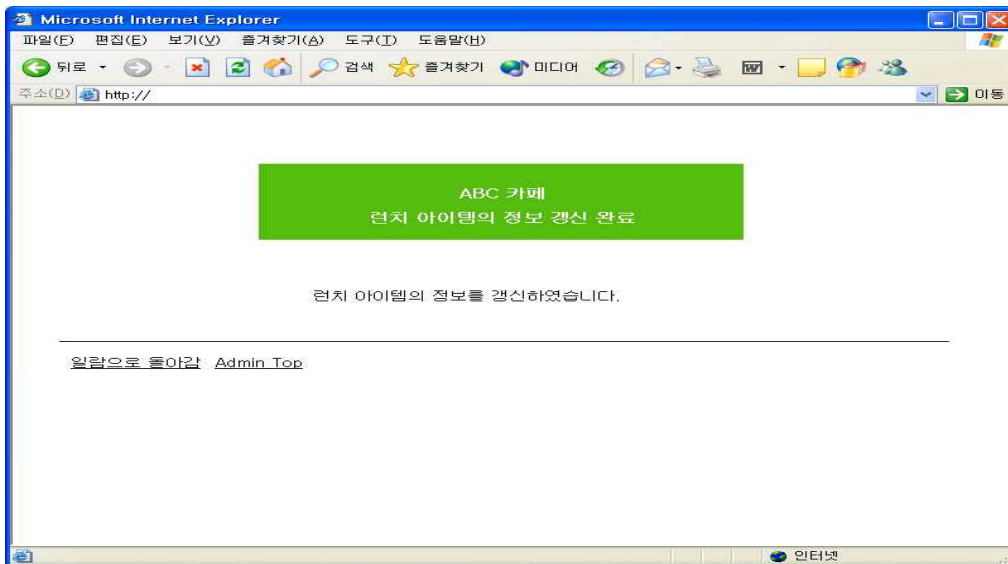 Microsoft Internet Explorer
파일(F) 편집(E) 보기(V) 즐겨찾기(A) 도구(T) 도움말(H)
뒤로 검색 즐겨찾기 미디어
주소(D) http:// 이동
ABC 카페
런치 아이템의 정보 갱신 완료
런치 아이템의 정보를 갱신하였습니다.
일람으로 돌아감 Admin Top
인터넷